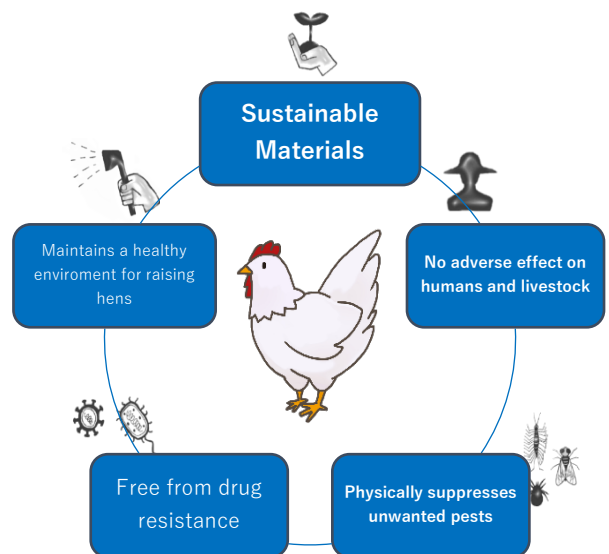 Sustainable
Materials
Maintains a healthy
enviroment for raising
hens
No adverse effect on
humans and livestock
Free from drug
resistance
Physically suppresses
unwanted pests